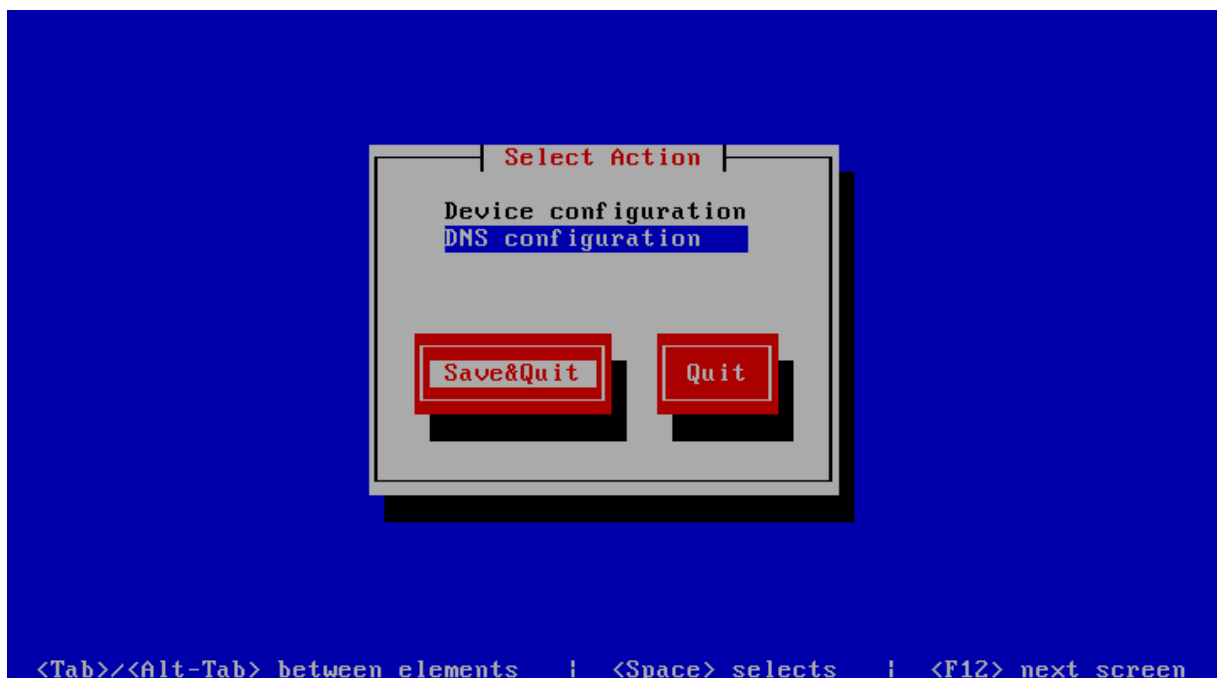 Select Action
Device configuration
DNS configuration
Save&Quit Quit
<Tab>/<Alt-Tab> between elements | <Space> selects | <F12> next screen